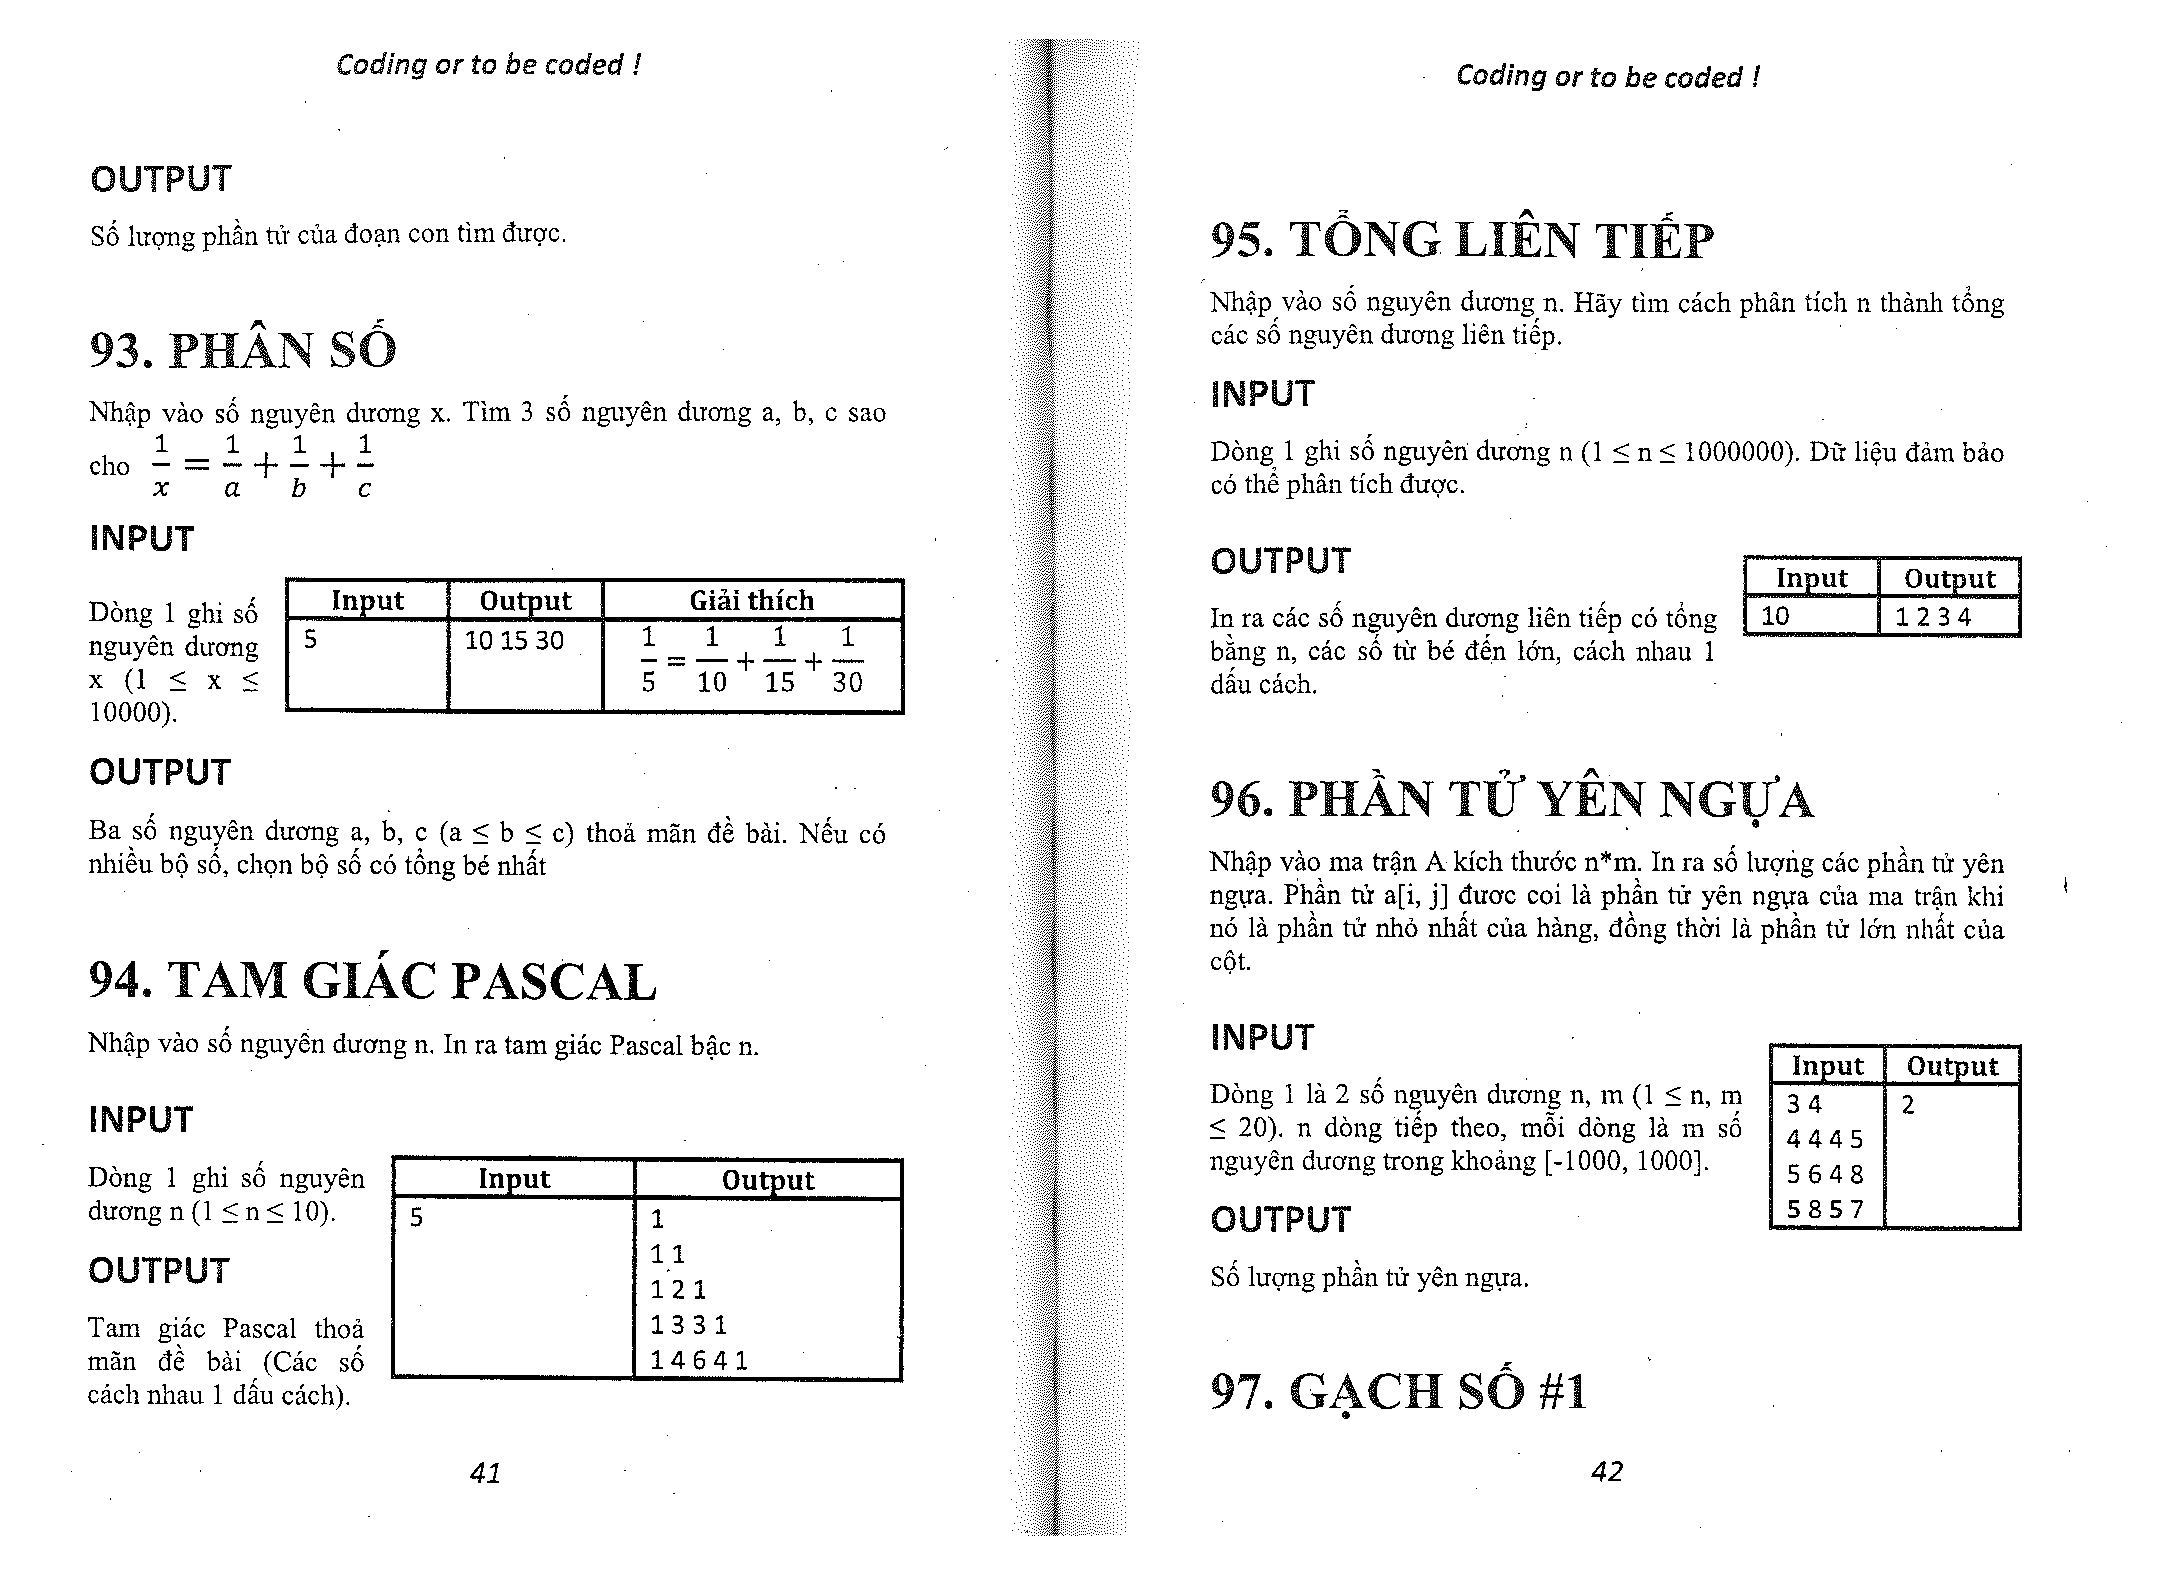 Coding or to be coded !
OUTPUT
Số lượng phần tử của đoạn con tìm được.
93. PHÂN SỐ
Nhập vào số nguyên dương x. Tìm 3 số nguyên dương a, b, c sao
cho 1/x = 1/a + 1/b + 1/c
INPUT
Dòng 1 ghi số
nguyên dương
x (1 ≤ x ≤
10000).
Input Output Giải thích
5 10 15 30 1/5 = 1/10 + 1/15 + 1/30
OUTPUT
Ba số nguyên dương a, b, c (a ≤ b ≤ c) thoả mãn đề bài. Nếu có
nhiều bộ số, chọn bộ số có tổng bé nhất
94. TAM GIÁC PASCAL
Nhập vào số nguyên dương n. In ra tam giác Pascal bậc n.
INPUT
Dòng 1 ghi số nguyên
dương n (1 ≤ n ≤ 10).
OUTPUT
Tam giác Pascal thoả
mãn đề bài (Các số
cách nhau 1 dấu cách).
Input Output
5 1
1 1
1 2 1
1 3 3 1
1 4 6 4 1
41
Coding or to be coded !
95. TỔNG LIÊN TIẾP
Nhập vào số nguyên dương n. Hãy tìm cách phân tích n thành tổng
các số nguyên dương liên tiếp.
INPUT
Dòng 1 ghi số nguyên dương n (1 ≤ n ≤ 1000000). Dữ liệu đảm bảo
có thể phân tích được.
OUTPUT
In ra các số nguyên dương liên tiếp có tổng
bằng n, các số từ bé đến lớn, cách nhau 1
dấu cách.
Input Output
10 1 2 3 4
96. PHẦN TỬ YÊN NGỰA
Nhập vào ma trận A kích thước n*m. In ra số lượng các phần tử yên
ngựa. Phần tử a[i, j] đươc coi là phần tử yên ngựa của ma trận khi
nó là phần tử nhỏ nhất của hàng, đồng thời là phần tử lớn nhất của
cột.
INPUT
Dòng 1 là 2 số nguyên dương n, m (1 ≤ n, m
≤ 20). n dòng tiếp theo, mỗi dòng là m số
nguyên dương trong khoảng [-1000, 1000].
OUTPUT
Số lượng phần tử yên ngựa.
Input Output
3 4 2
4 4 4 5
5 6 4 8
5 8 5 7
97. GẠCH SỐ #1
42